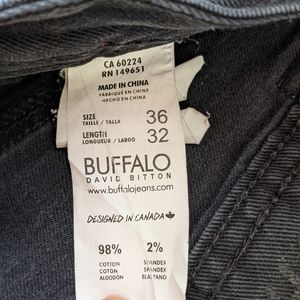 CA 60224
RN 149651
MADE IN CHINA
FABRIQUÉ EN CHINE
HECHO EN CHINA
SIZE 36
TAILLE / TALLA
LENGTH 32
LONGUEUR / LARGO
BUFFALO
DAVID BITTON
www.buffalojeans.com
DESIGNED IN CANADA
98% 2%
COTTON SPANDEX
COTON SPANDEX
ALGODON ELASTANO